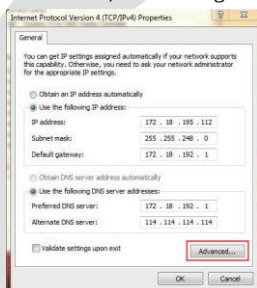 Internet Protocol Version 4 (TCP/IPv4) Properties
General
You can get IP settings assigned automatically if your network supports
this capability. Otherwise, you need to ask your network administrator
for the appropriate IP settings.
Obtain an IP address automatically
Use the following IP address:
IP address: 172 . 18 . 195 . 112
Subnet mask: 255 . 255 . 248 . 0
Default gateway: 172 . 18 . 192 . 1
Obtain DNS server address automatically
Use the following DNS server addresses:
Preferred DNS server: 172 . 18 . 192 . 1
Alternate DNS server: 114 . 114 . 114 . 114
Validate settings upon exit
Advanced...
OK Cancel